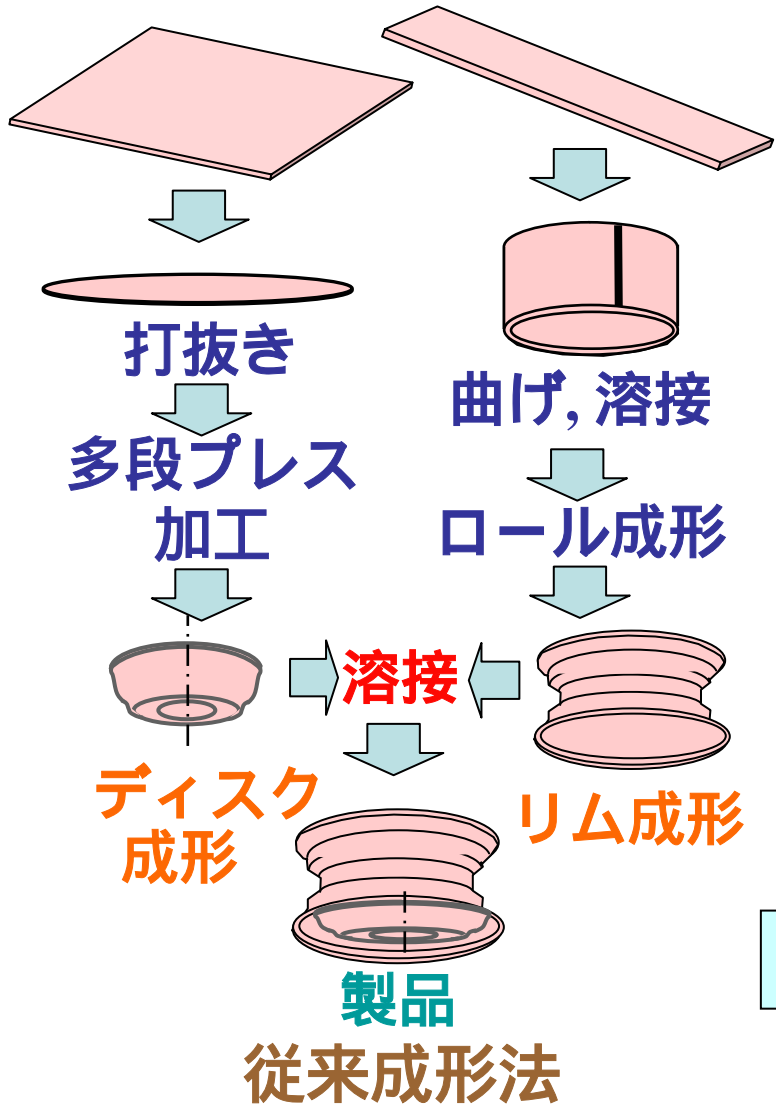 打抜き
多段プレス
加工
曲げ, 溶接
ロール成形
溶接
ディスク
成形
リム成形
製品
従来成形法